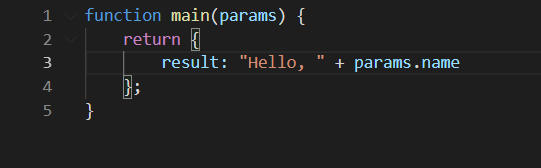 1 function main(params) {
2     return {
3         result: "Hello, " + params.name
4     };
5 }